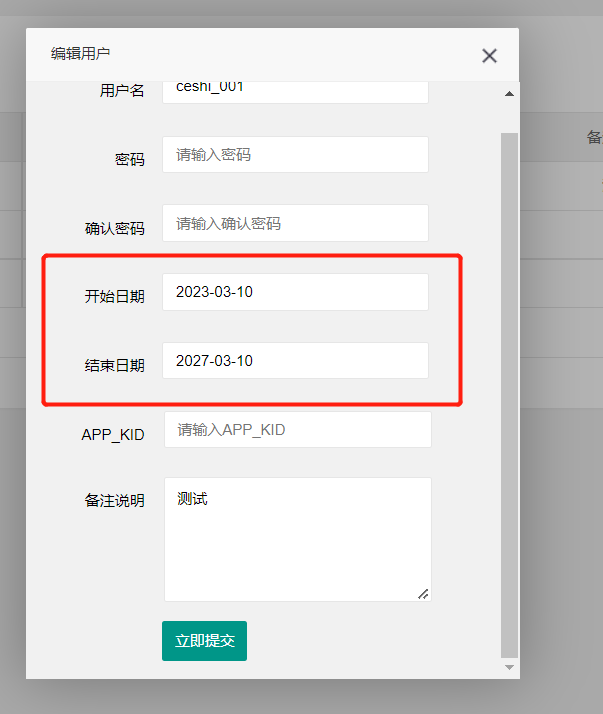 编辑用户
用户名 ceshi_001
密码 请输入密码
确认密码 请输入确认密码
开始日期 2023-03-10
结束日期 2027-03-10
APP_KID 请输入APP_KID
备注说明 测试
立即提交
备